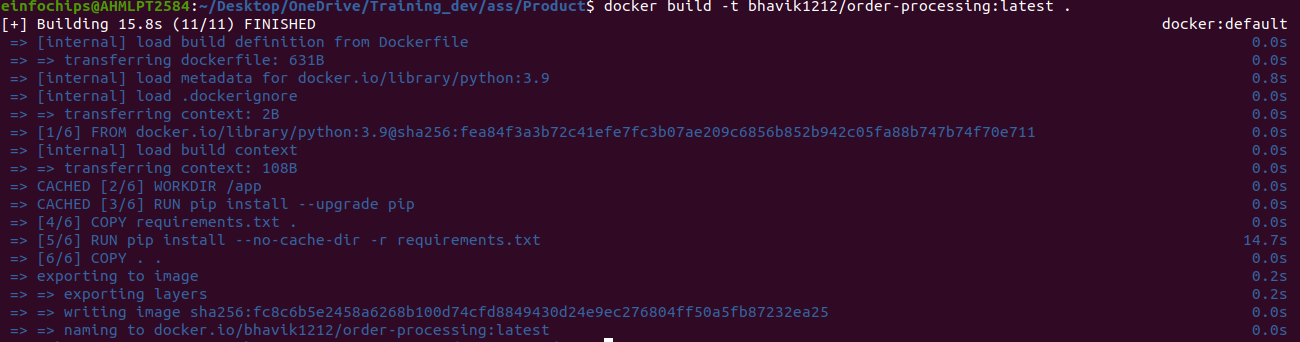 einfochips@AHMLPT2584:~/Desktop/OneDrive/Training_dev/ass/Product$ docker build -t bhavik1212/order-processing:latest .
[+] Building 15.8s (11/11) FINISHED docker:default
=> [internal] load build definition from Dockerfile 0.0s
=> => transferring dockerfile: 631B 0.0s
=> [internal] load metadata for docker.io/library/python:3.9 0.8s
=> [internal] load .dockerignore 0.0s
=> => transferring context: 2B 0.0s
=> [1/6] FROM docker.io/library/python:3.9@sha256:fea84f3a3b72c41efe7fc3b07ae209c6856b852b942c05fa88b747b74f70e711 0.0s
=> [internal] load build context 0.0s
=> => transferring context: 108B 0.0s
=> CACHED [2/6] WORKDIR /app 0.0s
=> CACHED [3/6] RUN pip install --upgrade pip 0.0s
=> [4/6] COPY requirements.txt . 0.0s
=> [5/6] RUN pip install --no-cache-dir -r requirements.txt 14.7s
=> [6/6] COPY . . 0.0s
=> exporting to image 0.2s
=> => exporting layers 0.2s
=> => writing image sha256:fc8c6b5e2458a6268b100d74cfd8849430d24e9ec276804ff50a5fb87232ea25 0.0s
=> => naming to docker.io/bhavik1212/order-processing:latest 0.0s